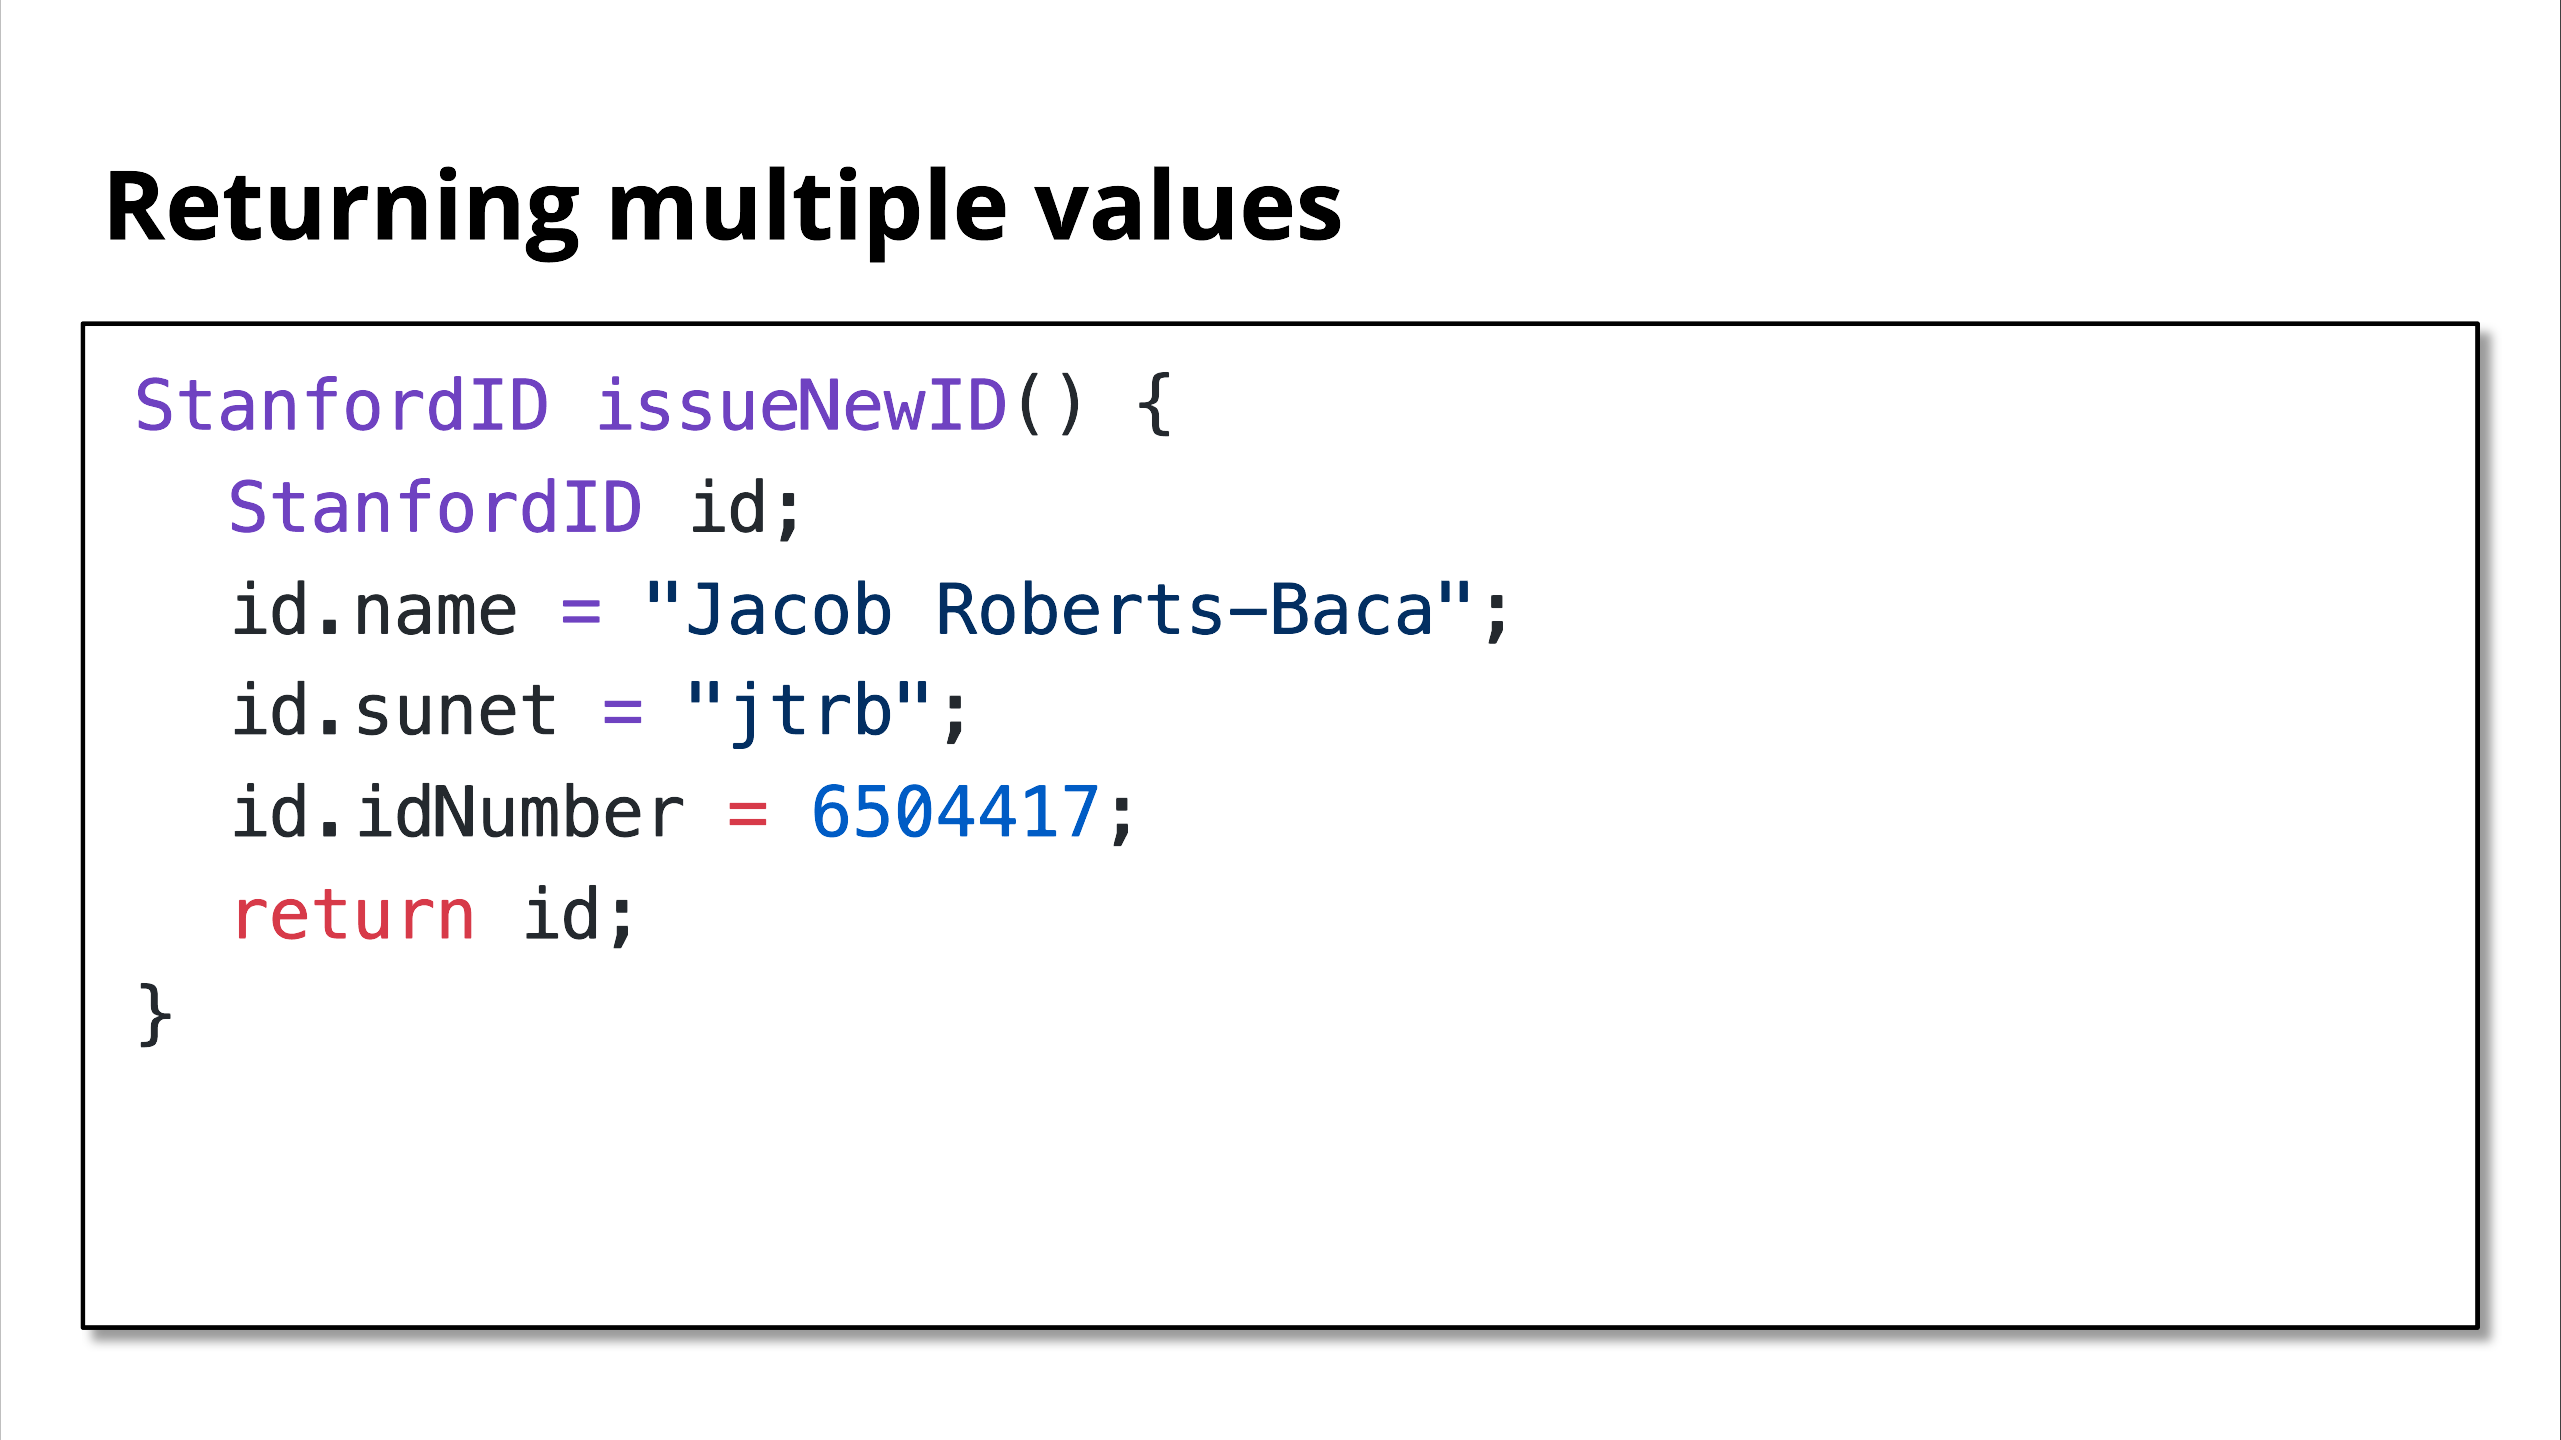 Returning multiple values
StanfordID issueNewID() {
StanfordID id;
id.name = "Jacob Roberts-Baca";
id.sunet = "jtrb";
id.idNumber = 6504417;
return id;
}